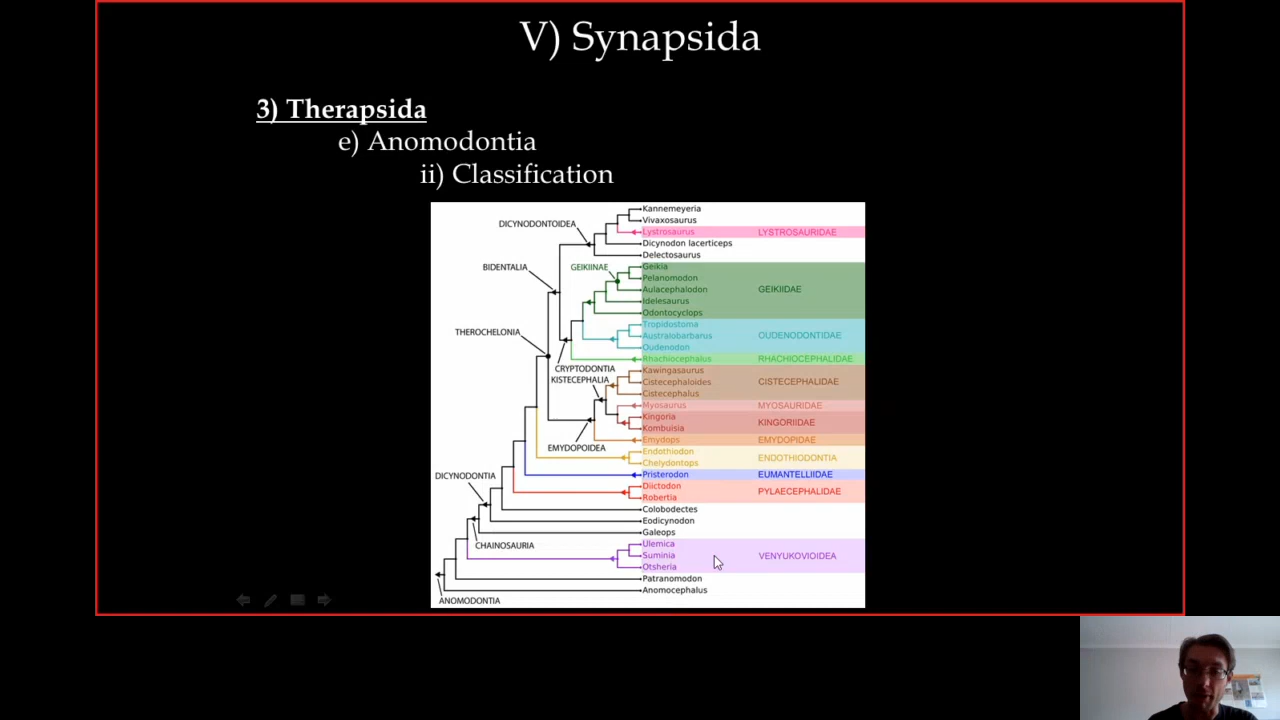 V) Synapsida
3) Therapsida
e) Anomodontia
ii) Classification
Kannemeyeria
Vivaxosaurus
DICYNODONTOIDEA
Lystrosaurus LYSTROSAURIDAE
Dicynodon lacerticeps
Delectosaurus
BIDENTALIA GEIKIINAE Geikia
Pelanomodon
Aulacephalodon GEIKIIDAE
Idelesaurus
Odontocyclops
Tropidostoma
THEROCHELONIA Australobarbarus OUDENODONTIDAE
Oudenodon
Rhachiocephalus RHACHIOCEPHALIDAE
CRYPTODONTIA Kawingasaurus
KISTECEPHALIA Cistecephaloides CISTECEPHALIDAE
Cistecephalus
Myosaurus MYOSAURIDAE
Kingoria KINGORIIDAE
Kombuisia
Emydops EMYDOPIDAE
EMYDOPOIDEA Endothiodon ENDOTHIODONTIA
Chelydontops
DICYNODONTIA Pristerodon EUMANTELLIIDAE
Diictodon PYLAECEPHALIDAE
Robertia
Colobodectes
Eodicynodon
Galeops
CHAINOSAURIA Ulemica
Suminia VENYUKOVIOIDEA
Otsheria
Patranomodon
Anomocephalus
ANOMODONTIA